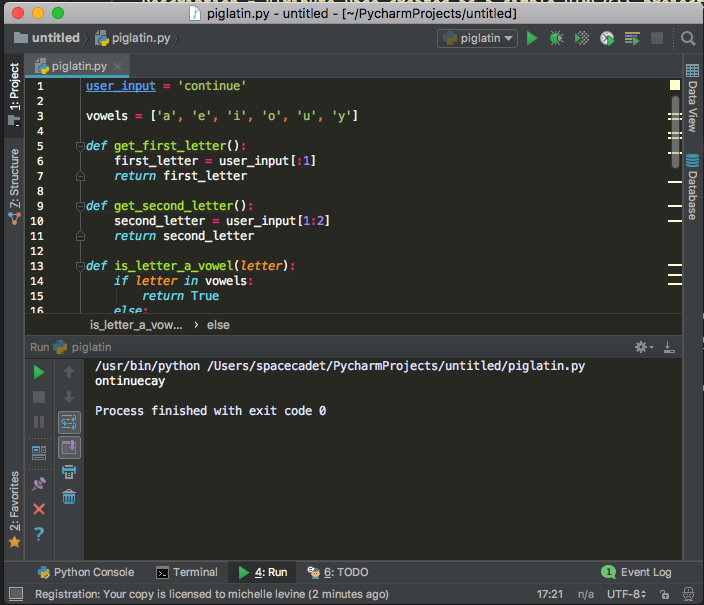 piglatin.py - untitled - [~/PycharmProjects/untitled]
untitled
piglatin.py
piglatin
piglatin.py
1: Project
Z: Structure
2: Favorites
Data View
Database
1 user_input = 'continue'
2
3 vowels = ['a', 'e', 'i', 'o', 'u', 'y']
4
5 def get_first_letter():
6 first_letter = user_input[:1]
7 return first_letter
8
9 def get_second_letter():
10 second_letter = user_input[1:2]
11 return second_letter
12
13 def is_letter_a_vowel(letter):
14 if letter in vowels:
15 return True
16 else:
is_letter_a_vow... › else
Run piglatin
/usr/bin/python /Users/spacecadet/PycharmProjects/untitled/piglatin.py
ontinuecay
Process finished with exit code 0
Python Console
Terminal
4: Run
6: TODO
1 Event Log
Registration: Your copy is licensed to michelle levine (2 minutes ago)
17:21
n/a
UTF-8